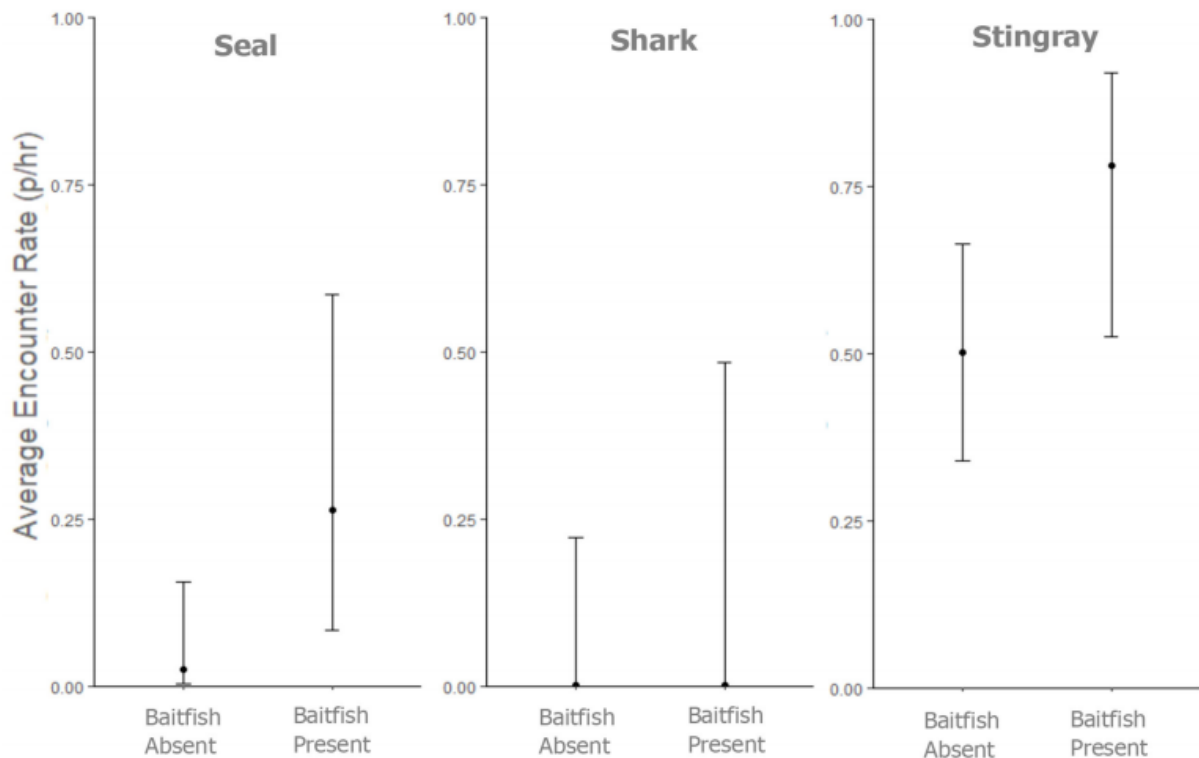 Seal
Shark
Stingray
Average Encounter Rate (p/hr)
1.00
0.75
0.50
0.25
0.00
Baitfish
Absent
Baitfish
Present
1.00
0.75
0.50
0.25
0.00
Baitfish
Absent
Baitfish
Present
1.00
0.75
0.50
0.25
0.00
Baitfish
Absent
Baitfish
Present